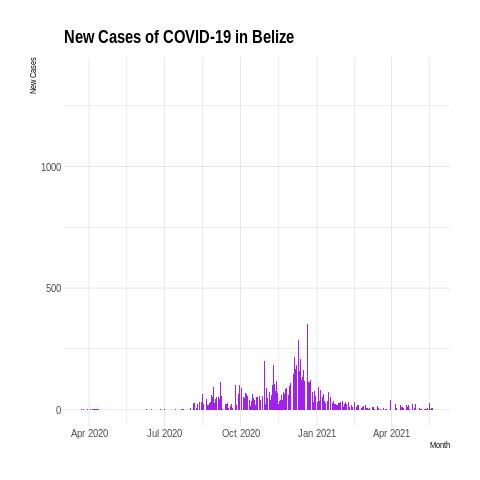 New Cases of COVID-19 in Belize
New Cases
1000
500
0
Apr 2020
Jul 2020
Oct 2020
Jan 2021
Apr 2021
Month